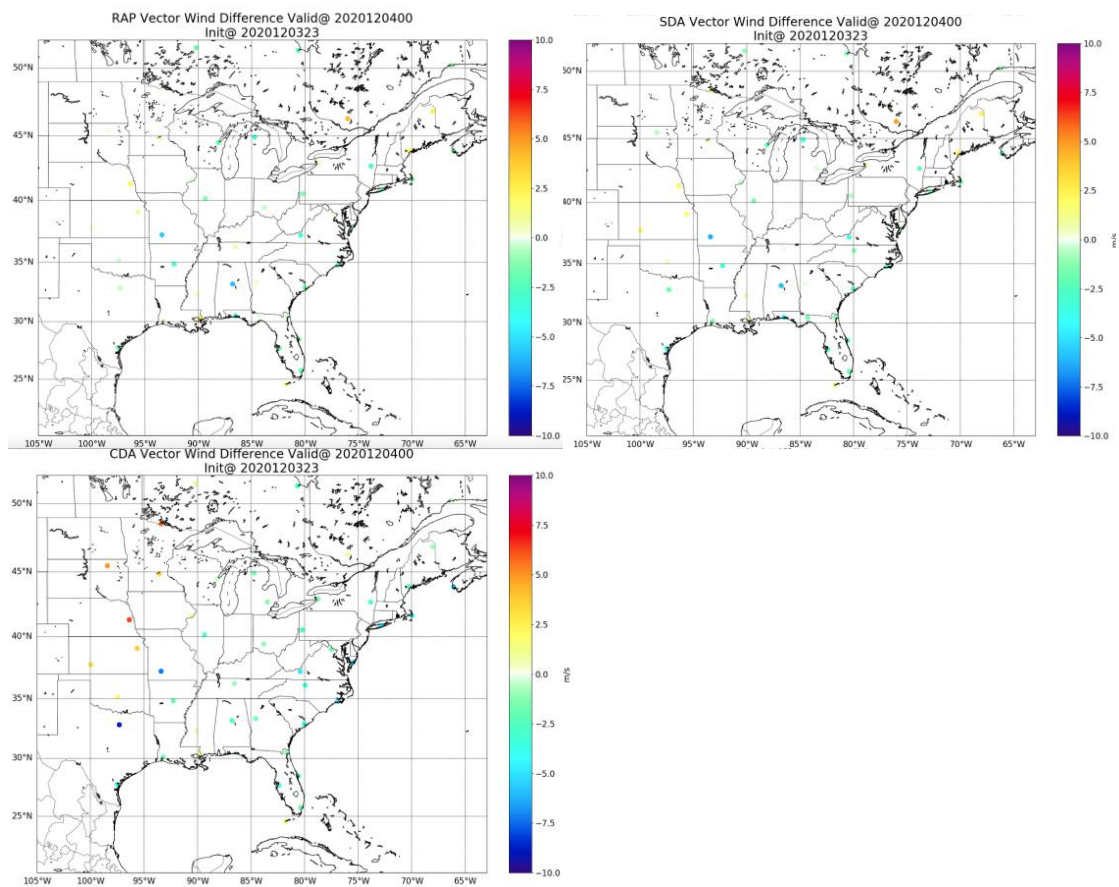 RAP Vector Wind Difference Valid@ 2020120400
Init@ 2020120323
50°N
45°N
40°N
35°N
30°N
25°N
105°W 100°W 95°W 90°W 85°W 80°W 75°W 70°W 65°W
10.0
7.5
5.0
2.5
0.0
−2.5
−5.0
−7.5
−10.0
SDA Vector Wind Difference Valid@ 2020120400
Init@ 2020120323
50°N
45°N
40°N
35°N
30°N
25°N
105°W 100°W 95°W 90°W 85°W 80°W 75°W 70°W 65°W
10.0
7.5
5.0
2.5
0.0
−2.5
−5.0
−7.5
−10.0
m/s
CDA Vector Wind Difference Valid@ 2020120400
Init@ 2020120323
50°N
45°N
40°N
35°N
30°N
25°N
105°W 100°W 95°W 90°W 85°W 80°W 75°W 70°W 65°W
10.0
7.5
5.0
2.5
0.0
−2.5
−5.0
−7.5
−10.0
m/s